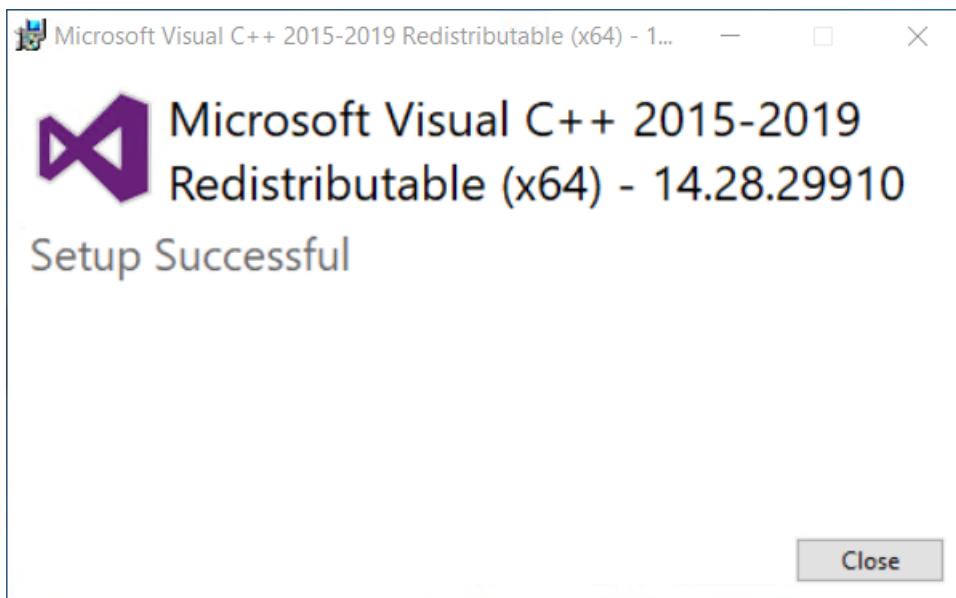 Microsoft Visual C++ 2015-2019 Redistributable (x64) - 1...
Microsoft Visual C++ 2015-2019
Redistributable (x64) - 14.28.29910
Setup Successful
Close